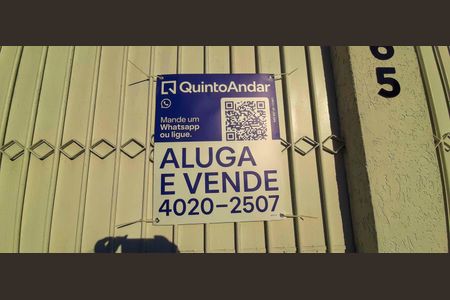 QuintoAndar
Mande um
Whatsapp
ou ligue.
ALUGA
E VENDE
4020-2507
65